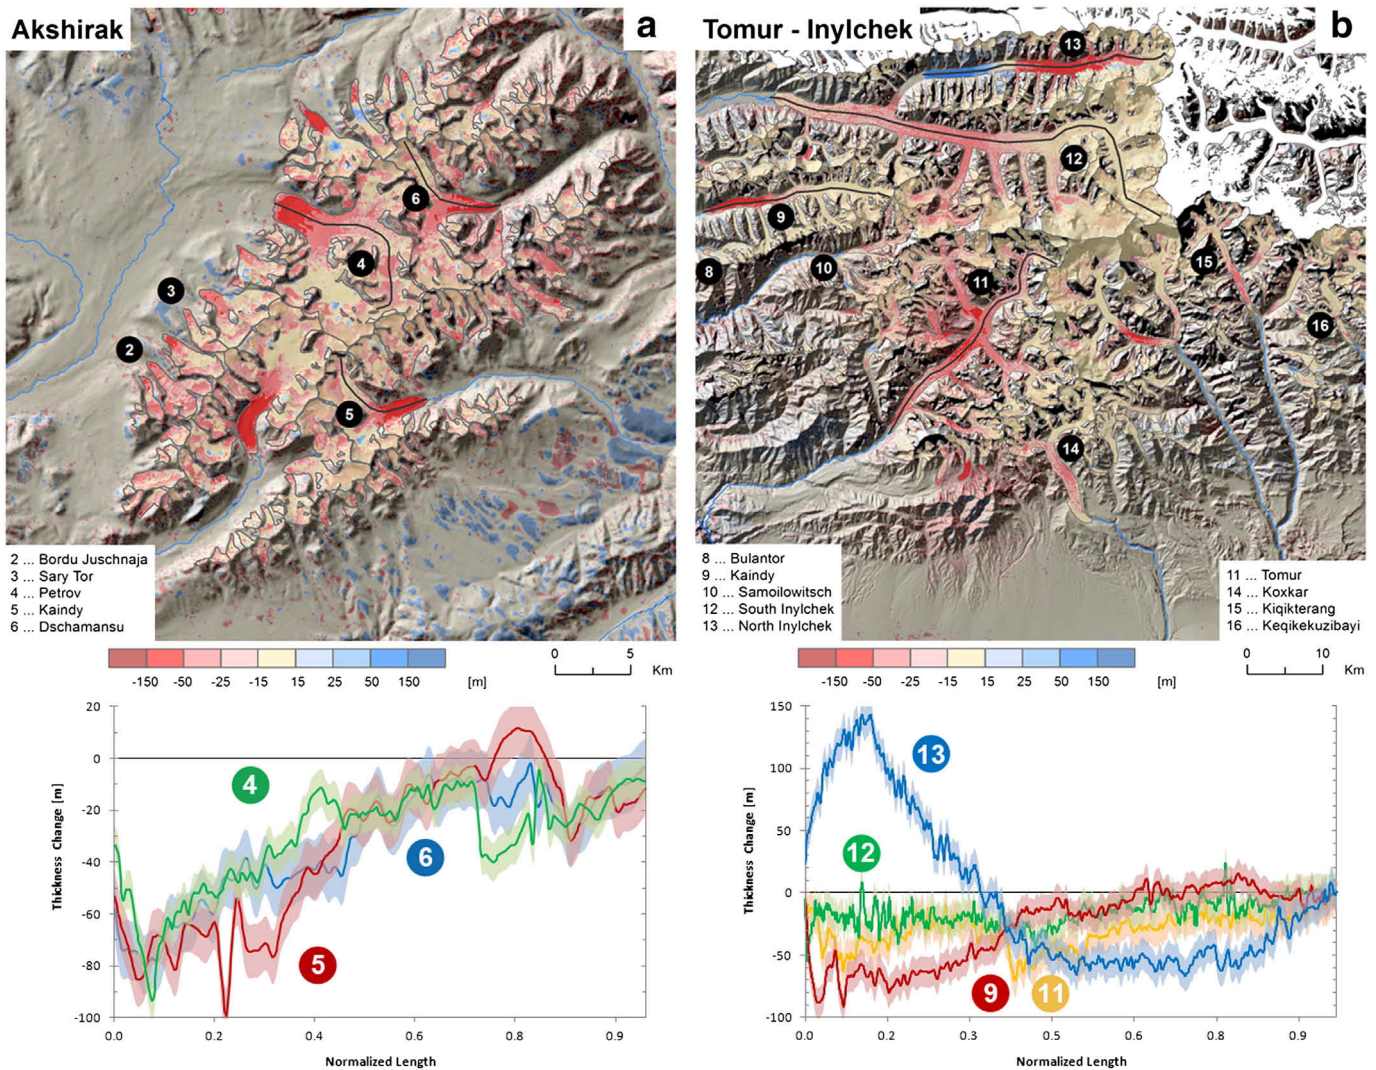 Akshirak
a
6
4
3
2
5
2 ... Bordu Juschnaja
3 ... Sary Tor
4 ... Petrov
5 ... Kaindy
6 ... Dschamansu
-150 -50 -25 -15 15 25 50 150 [m]
0 5 Km
Tomur - Inylchek
b
13
12
9
8
10
11
15
16
14
8 ... Bulantor
9 ... Kaindy
10 ... Samoilowitsch
12 ... South Inylchek
13 ... North Inylchek
11 ... Tomur
14 ... Koxkar
15 ... Kiqikterang
16 ... Keqikekuzibayi
-150 -50 -25 -15 15 25 50 150 [m]
0 10 Km
Thickness Change [m]
20
0
-20
-40
-60
-80
-100
4
6
5
0.0 0.2 0.4 0.6 0.8 0.9
Normalized Length
Thickness Change [m]
150
100
50
0
-50
-100
13
12
9
11
0.0 0.2 0.3 0.5 0.6 0.8 0.9
Normalized Length